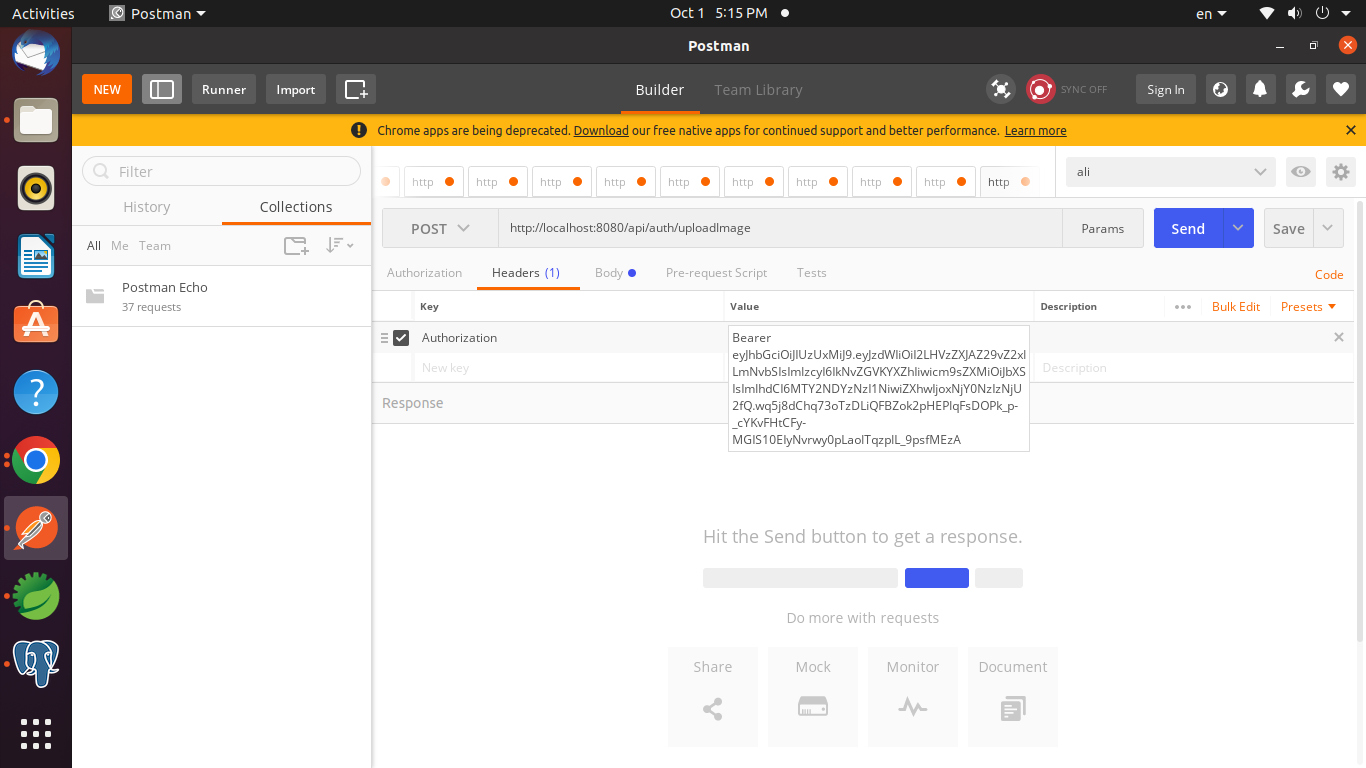 Activities Postman Oct 1 5:15 PM en
Postman
NEW Runner Import Builder Team Library SYNC OFF Sign In
Chrome apps are being deprecated. Download our free native apps for continued support and better performance. Learn more
Filter
http http http http http http http http http http
ali
History Collections
POST http://localhost:8080/api/auth/uploadImage Params Send Save
All Me Team
Authorization Headers (1) Body Pre-request Script Tests Code
Postman Echo
37 requests
Key Value Description ••• Bulk Edit Presets
Authorization
Bearer
eyJhbGciOiJIUzUxMiJ9.eyJzdWIiOiI2LHVzZXJAZ29vZ2xl
LmNvbSIsImlzcyI6IkNvZGVKYXZhIiwicm9sZXMiOiJbXS
IsImlhdCI6MTY2NDYzNzI1NiwiZXhwIjoxNjY0NzIzNjU
2fQ.wq5j8dChq73oTzDLiQFBZok2pHEPlqFsDOPk_p-
_cYKvFHtCFy-
MGIS10EIyNvrwy0pLaolTqzpIL_9psfMEzA
New key Description
Response
Hit the Send button to get a response.
Do more with requests
Share Mock Monitor Document